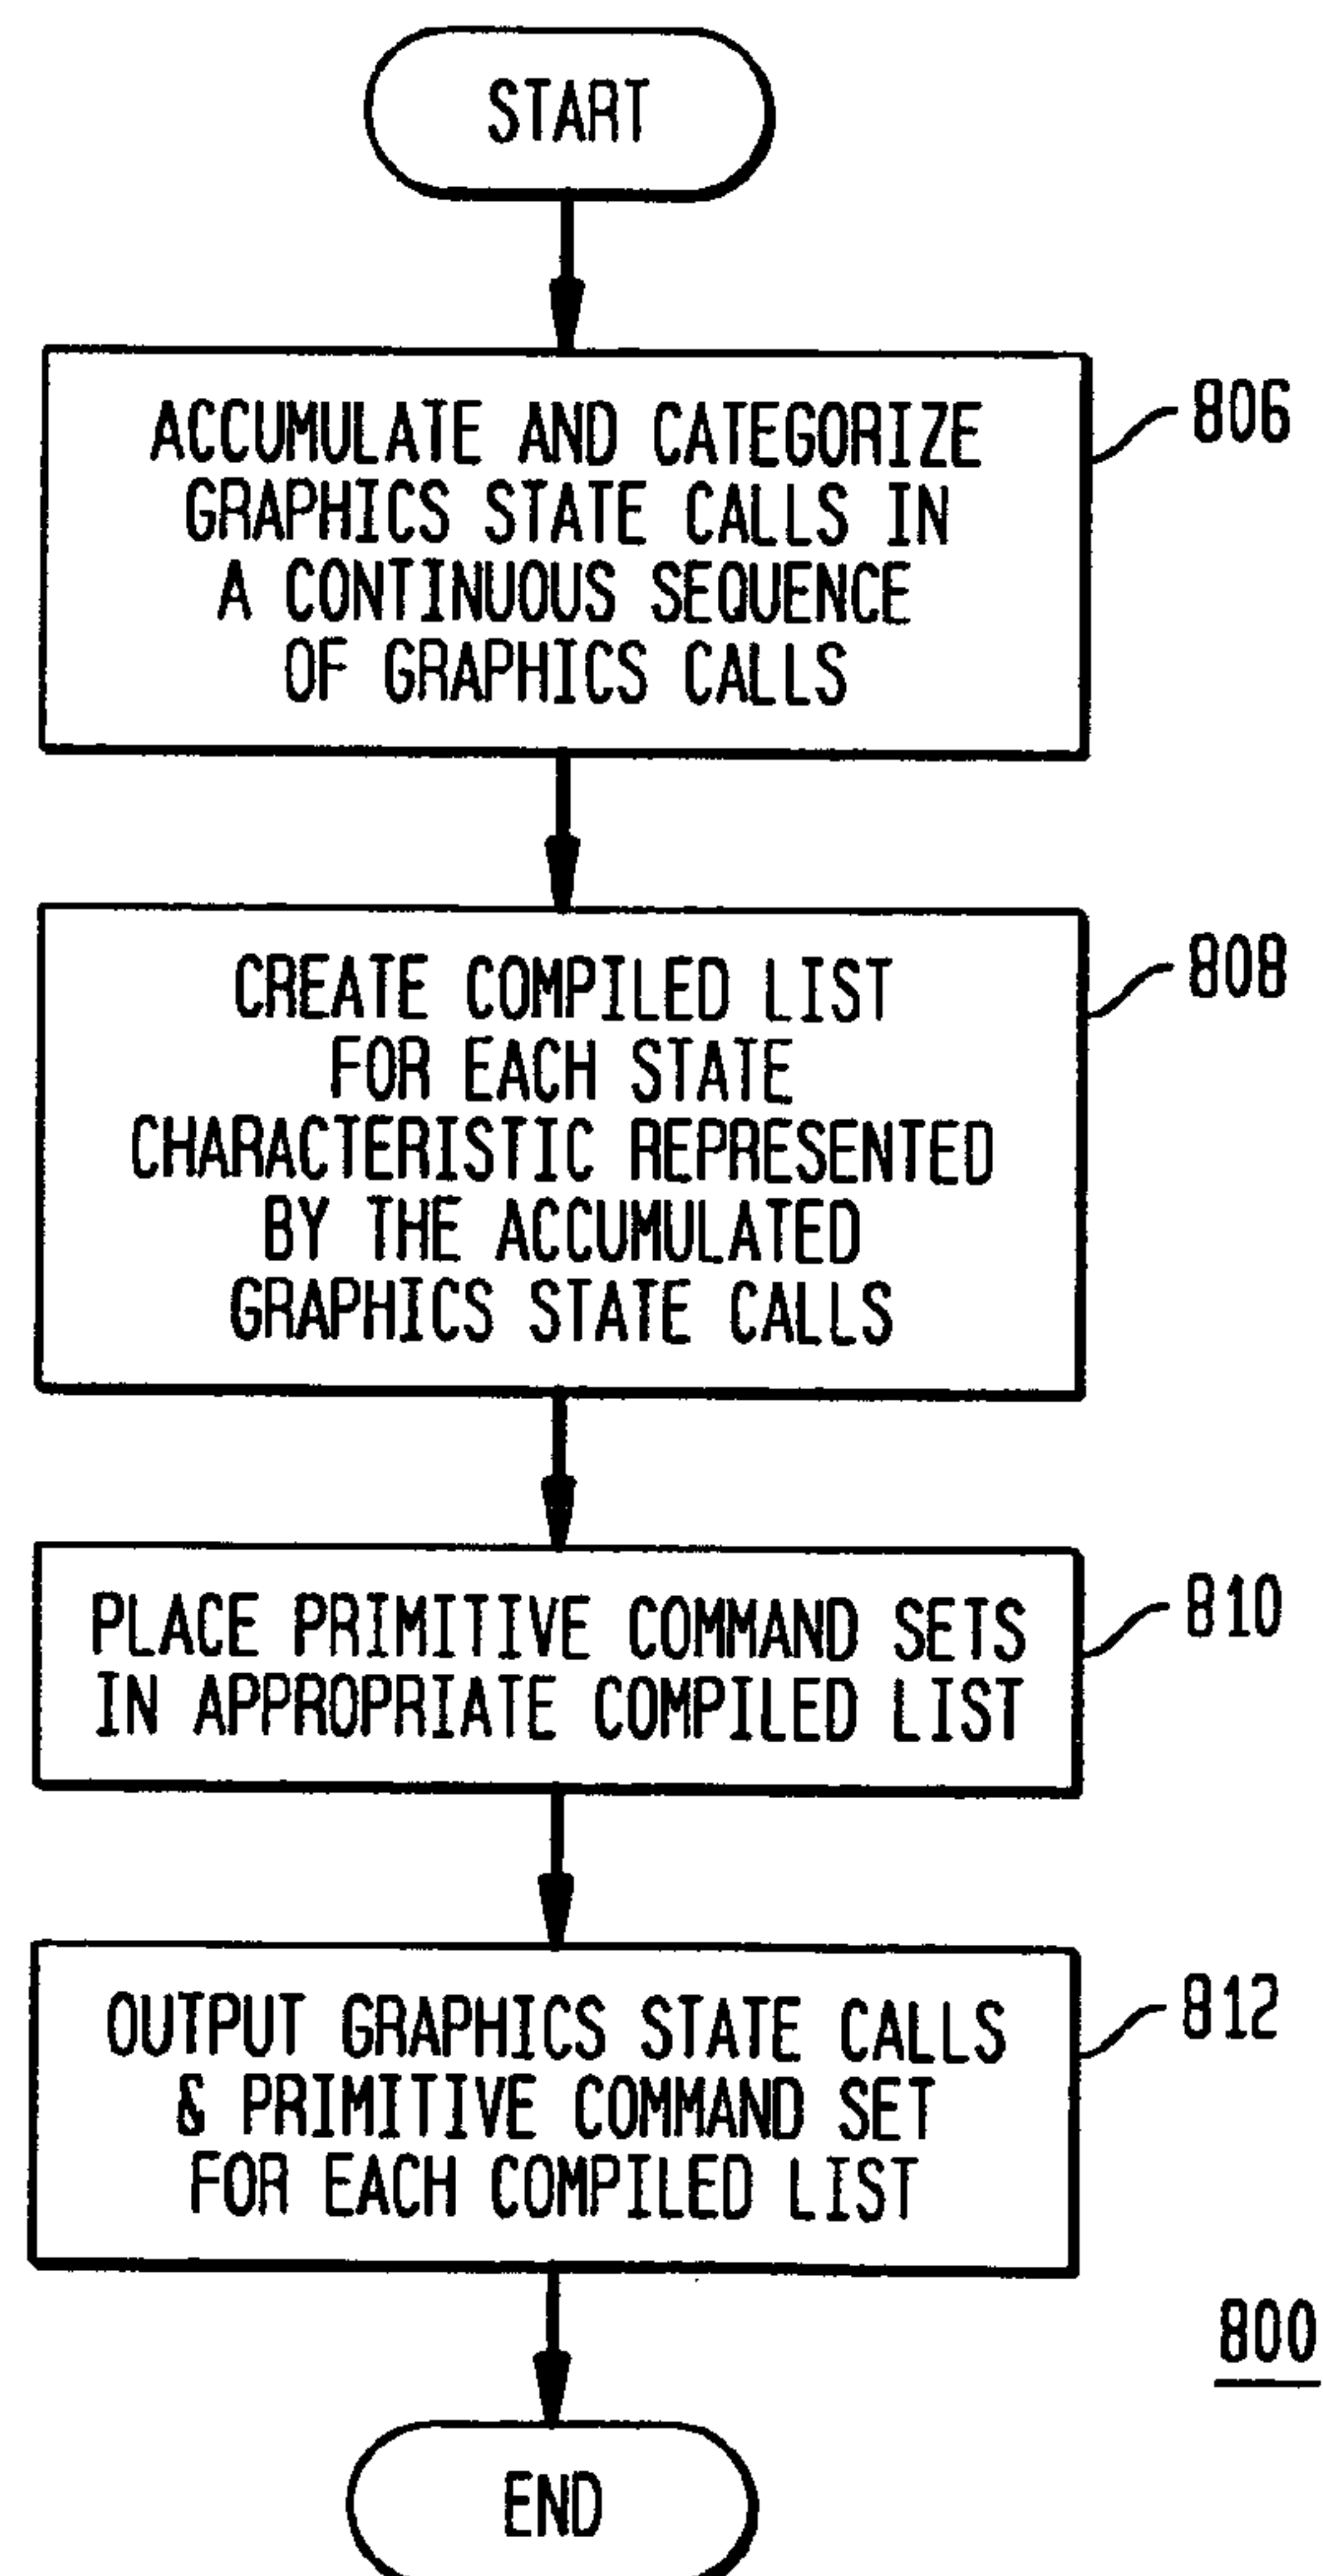 START
ACCUMULATE AND CATEGORIZE
GRAPHICS STATE CALLS IN
A CONTINUOUS SEQUENCE
OF GRAPHICS CALLS
806
CREATE COMPILED LIST
FOR EACH STATE
CHARACTERISTIC REPRESENTED
BY THE ACCUMULATED
GRAPHICS STATE CALLS
808
PLACE PRIMITIVE COMMAND SETS
IN APPROPRIATE COMPILED LIST
810
OUTPUT GRAPHICS STATE CALLS
& PRIMITIVE COMMAND SET
FOR EACH COMPILED LIST
812
800
END